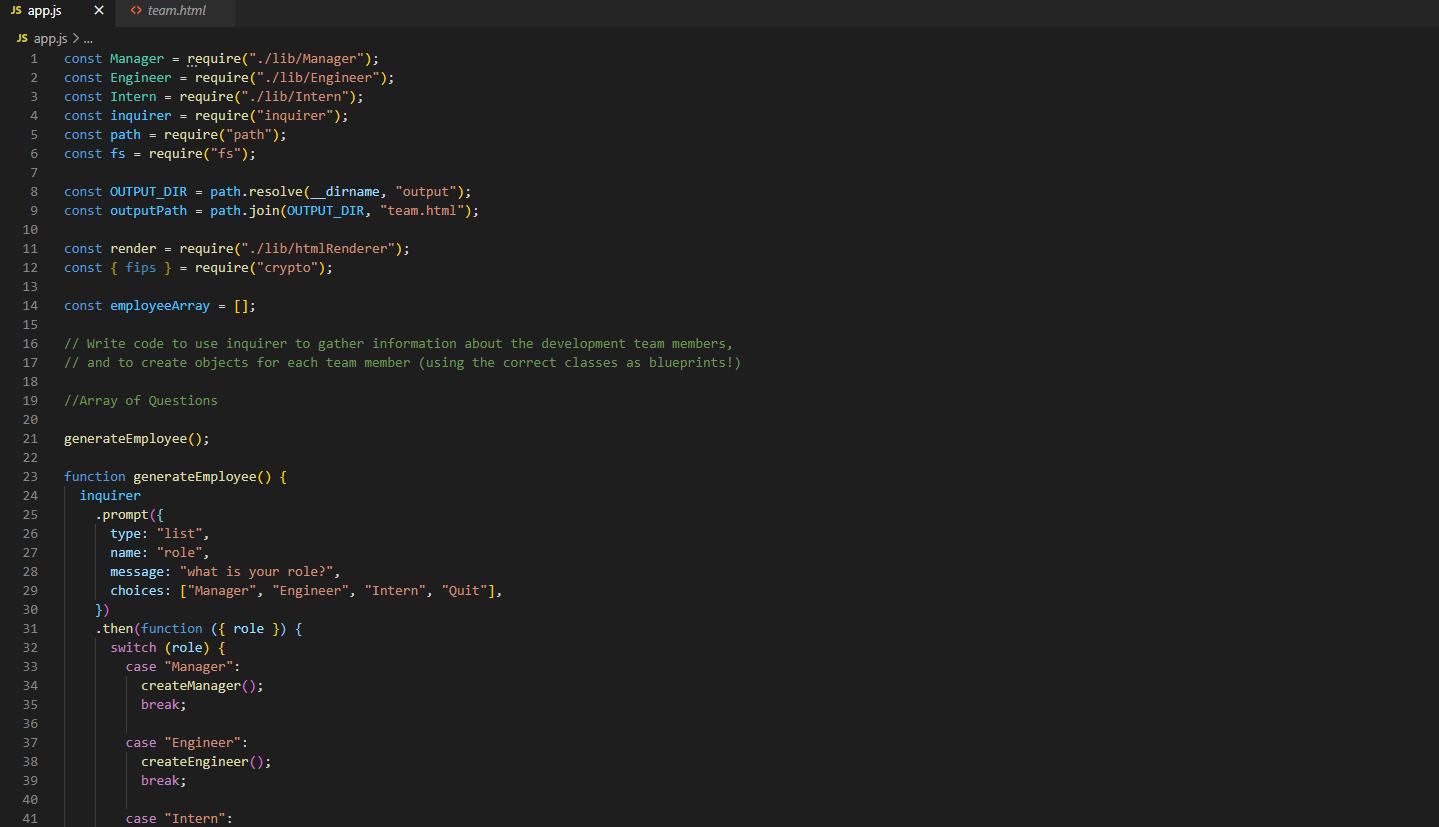 JS app.js × <> team.html
JS app.js > ...
1 const Manager = require("./lib/Manager");
2 const Engineer = require("./lib/Engineer");
3 const Intern = require("./lib/Intern");
4 const inquirer = require("inquirer");
5 const path = require("path");
6 const fs = require("fs");
7
8 const OUTPUT_DIR = path.resolve(__dirname, "output");
9 const outputPath = path.join(OUTPUT_DIR, "team.html");
10
11 const render = require("./lib/htmlRenderer");
12 const { fips } = require("crypto");
13
14 const employeeArray = [];
15
16 // Write code to use inquirer to gather information about the development team members,
17 // and to create objects for each team member (using the correct classes as blueprints!)
18
19 //Array of Questions
20
21 generateEmployee();
22
23 function generateEmployee() {
24 inquirer
25 .prompt({
26 type: "list",
27 name: "role",
28 message: "what is your role?",
29 choices: ["Manager", "Engineer", "Intern", "Quit"],
30 })
31 .then(function ({ role }) {
32 switch (role) {
33 case "Manager":
34 createManager();
35 break;
36
37 case "Engineer":
38 createEngineer();
39 break;
40
41 case "Intern":